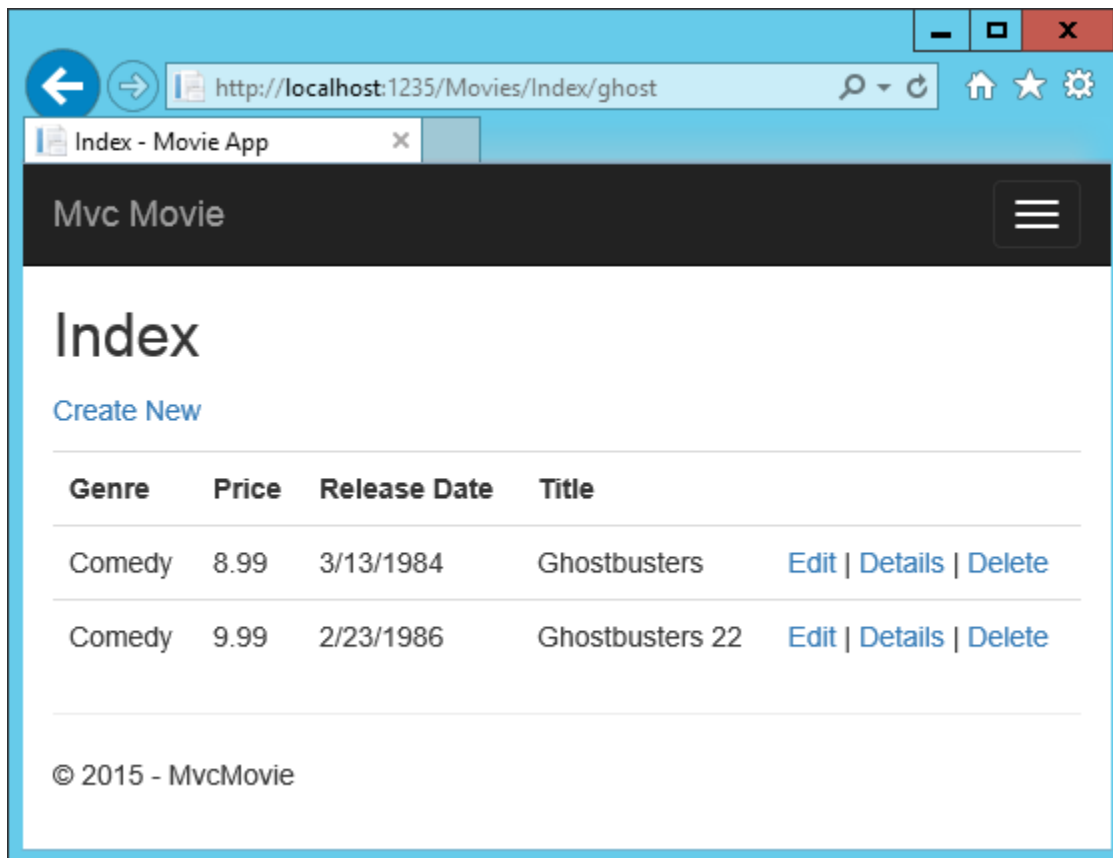 http://localhost:1235/Movies/Index/ghost
Index - Movie App
Mvc Movie
Index
Create New
Genre Price Release Date Title
Comedy 8.99 3/13/1984 Ghostbusters Edit | Details | Delete
Comedy 9.99 2/23/1986 Ghostbusters 22 Edit | Details | Delete
© 2015 - MvcMovie